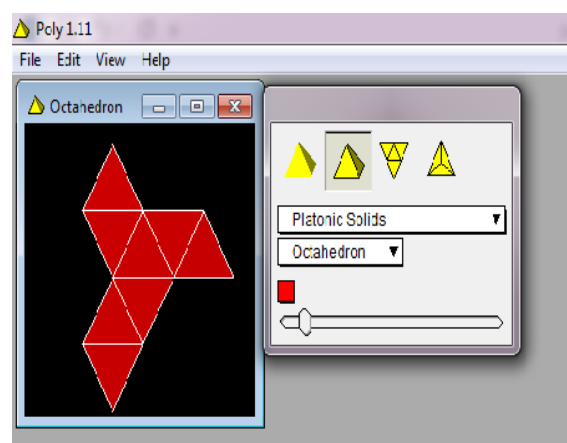 Poly 1.11
File Edit View Help
Octahedron
Platonic Solids
Octahedron